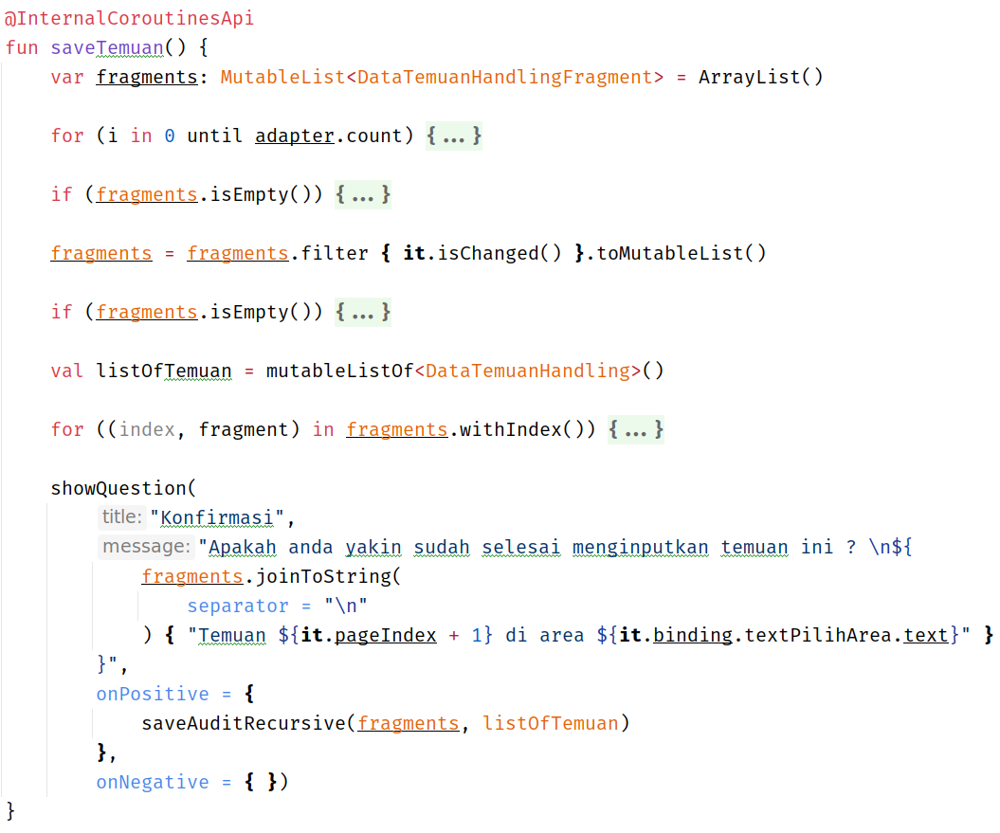 @InternalCoroutinesApi
fun saveTemuan() {
    var fragments: MutableList<DataTemuanHandlingFragment> = ArrayList()

    for (i in 0 until adapter.count) {...}

    if (fragments.isEmpty()) {...}

    fragments = fragments.filter { it.isChanged() }.toMutableList()

    if (fragments.isEmpty()) {...}

    val listOfTemuan = mutableListOf<DataTemuanHandling>()

    for ((index, fragment) in fragments.withIndex()) {...}

    showQuestion(
        title: "Konfirmasi",
        message: "Apakah anda yakin sudah selesai menginputkan temuan ini ? \n${
            fragments.joinToString(
                separator = "\n"
            ) { "Temuan ${it.pageIndex + 1} di area ${it.binding.textPilihArea.text}" }
        }",
        onPositive = {
            saveAuditRecursive(fragments, listOfTemuan)
        },
        onNegative = { })
}